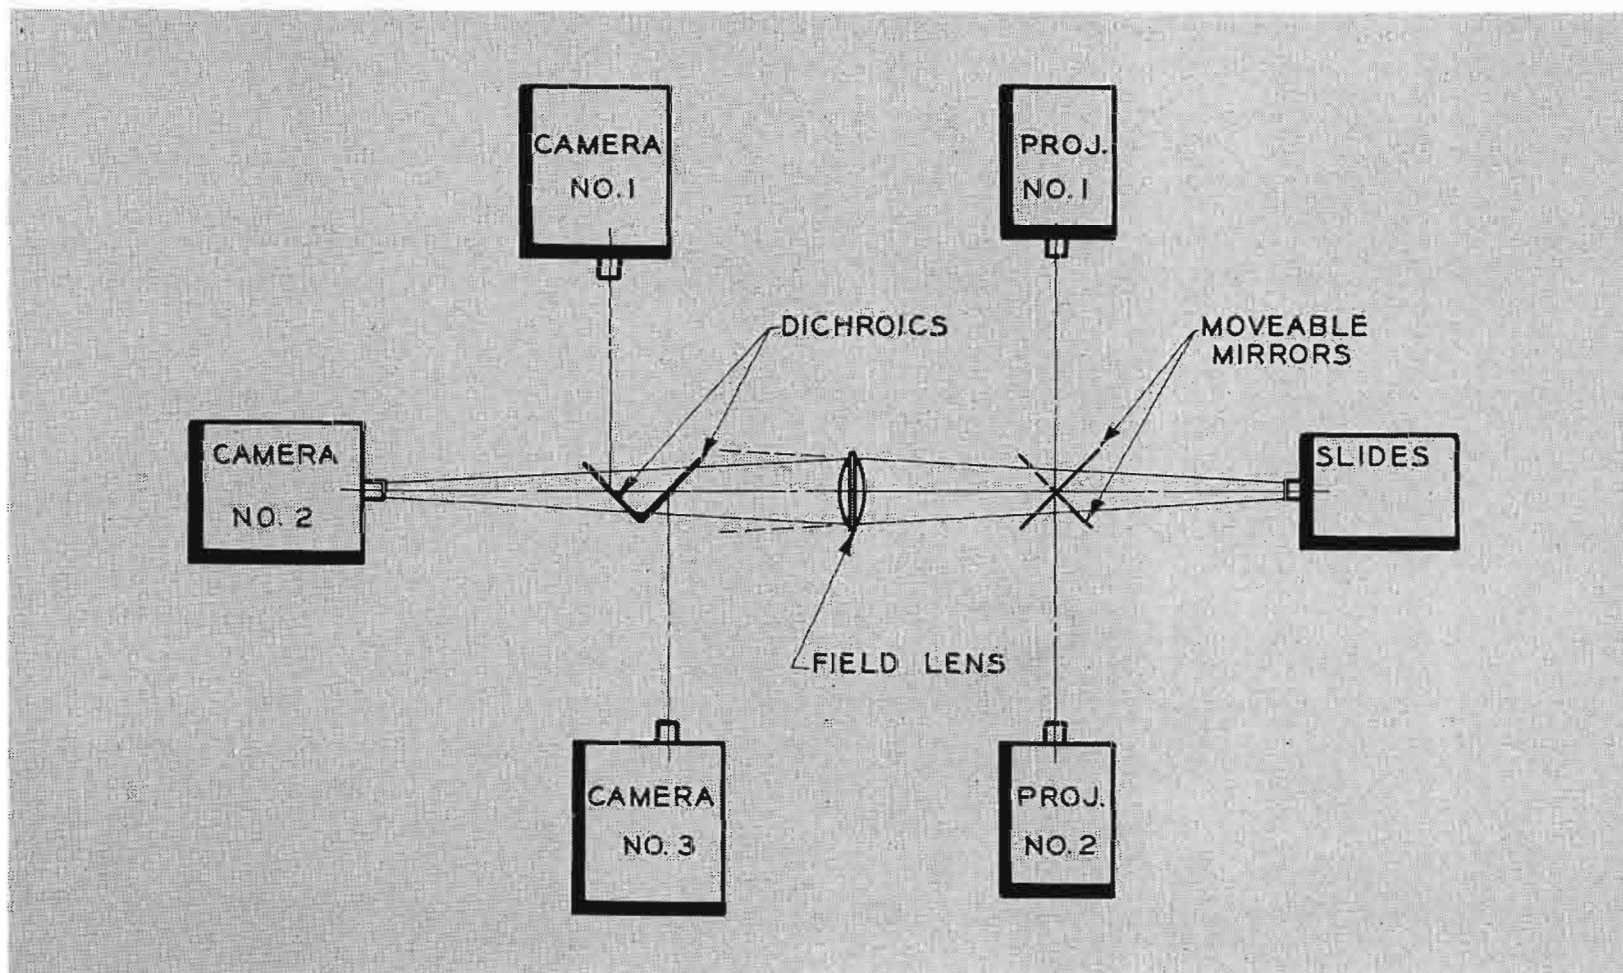 CAMERA
NO. 1
PROJ.
NO. 1
DICHROICS
MOVEABLE
MIRRORS
CAMERA
NO. 2
SLIDES
FIELD LENS
CAMERA
NO. 3
PROJ.
NO. 2